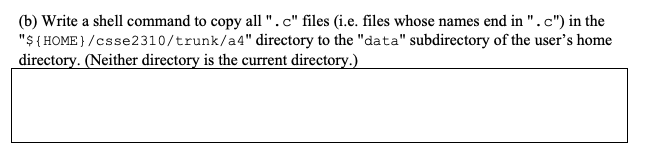 (b) Write a shell command to copy all ".c" files (i.e. files whose names end in ".c") in the
"${HOME}/csse2310/trunk/a4" directory to the "data" subdirectory of the user's home
directory. (Neither directory is the current directory.)